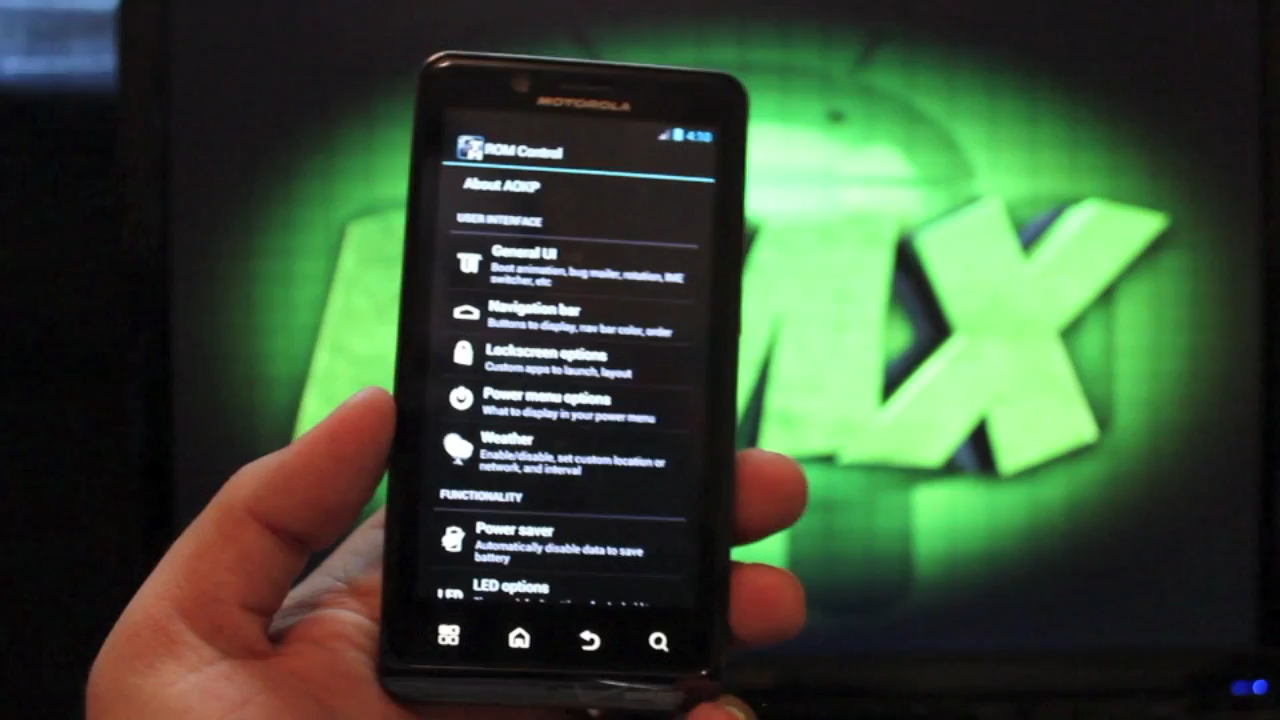 MOTOROLA
4:30
ROM Control
About AOKP
USER INTERFACE
General UI
Boot animation, bug mailer, rotation, IME
switcher, etc
Navigation bar
Buttons to display, nav bar color, order
Lockscreen options
Custom apps to launch, layout
Power menu options
What to display in your power menu
Weather
Enable/disable, set custom location or
network, and interval
FUNCTIONALITY
Power saver
Automatically disable data to save
battery
LED
LED options
MX